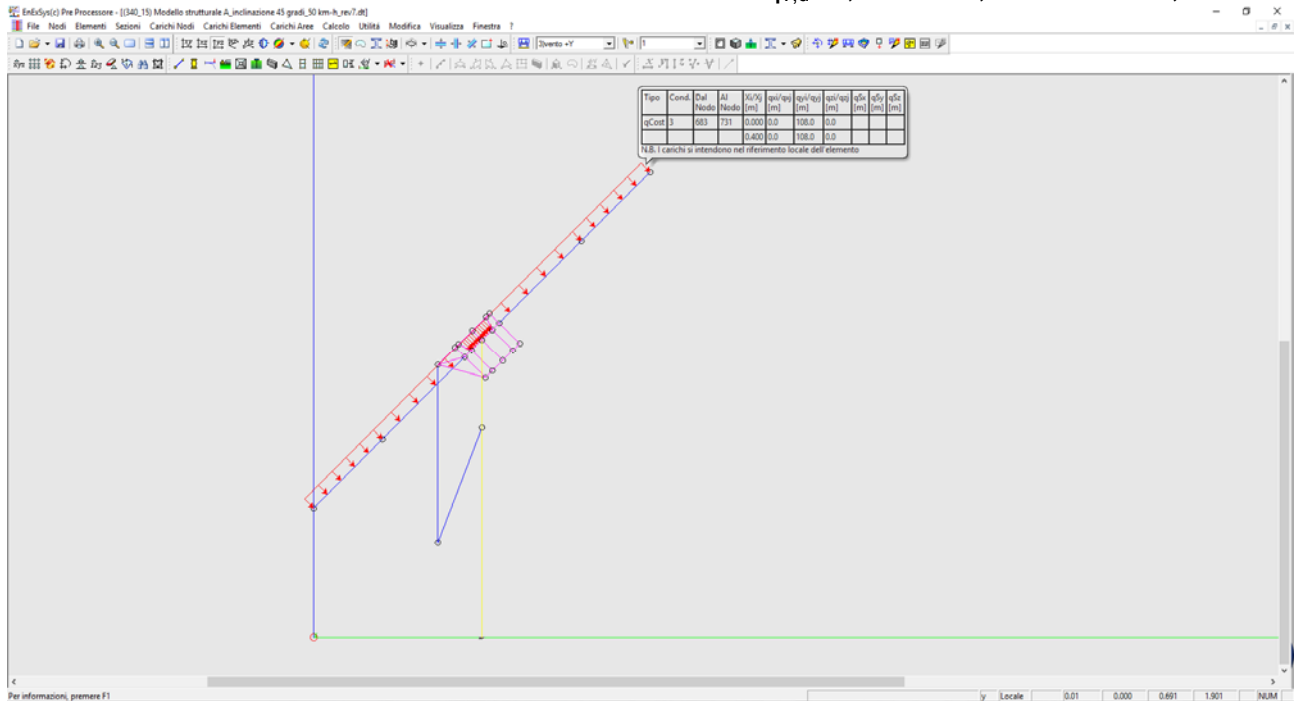 EnExSys(c) Pre Processore - [(340_15) Modello strutturale A_inclinazione 45 gradi_50 km-h_rev7.dt]
File Nodi Elementi Sezioni Carichi Nodi Carichi Elementi Carichi Aree Calcolo Utilità Modifica Visualizza Finestra ?
3)vento +Y 1
Tipo Cond. Dal Nodo Al Nodo Xi/Xj [m] qxi/qxj [m] qyi/qyj [m] qzi/qzj [m] q5x [m] q5y [m] q5z [m]
qCost 3 683 731 0.000 0.0 108.0 0.0
0.400 0.0 108.0 0.0
N.B. I carichi si intendono nel riferimento locale dell'elemento
Per informazioni, premere F1 y Locale 0.01 0.000 0.691 1.901 NUM